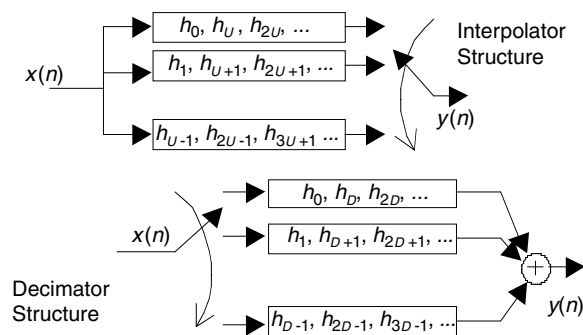 h0, hU, h2U, ...
Interpolator
Structure
x(n)
h1, hU+1, h2U+1, ...
y(n)
hU-1, h2U-1, h3U+1, ...
h0, hD, h2D, ...
x(n)
h1, hD+1, h2D+1, ...
+
Decimator
Structure
y(n)
hD-1, h2D-1, h3D-1, ...